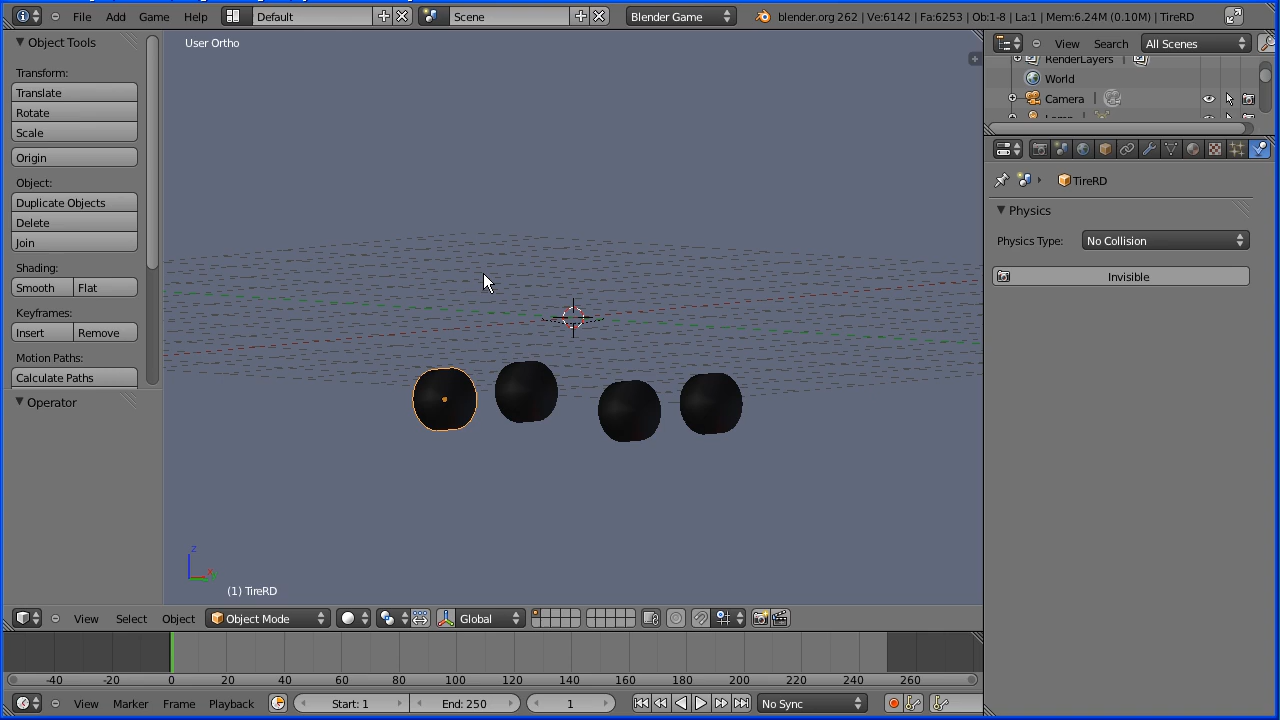 File Add Game Help Default Scene Blender Game blender.org 262 | Ve:6142 | Fa:6253 | Ob:1-8 | La:1 | Mem:6.24M (0.10M) | TireRD
Object Tools
Transform:
Translate
Rotate
Scale
Origin
Object:
Duplicate Objects
Delete
Join
Shading:
Smooth Flat
Keyframes:
Insert Remove
Motion Paths:
Calculate Paths
Operator
User Ortho
z
x
(1) TireRD
View Select Object Object Mode Global
-40 -20 0 20 40 60 80 100 120 140 160 180 200 220 240 260
View Marker Frame Playback Start: 1 End: 250 1 No Sync
View Search All Scenes
RenderLayers
World
Camera
TireRD
Physics
Physics Type: No Collision
Invisible